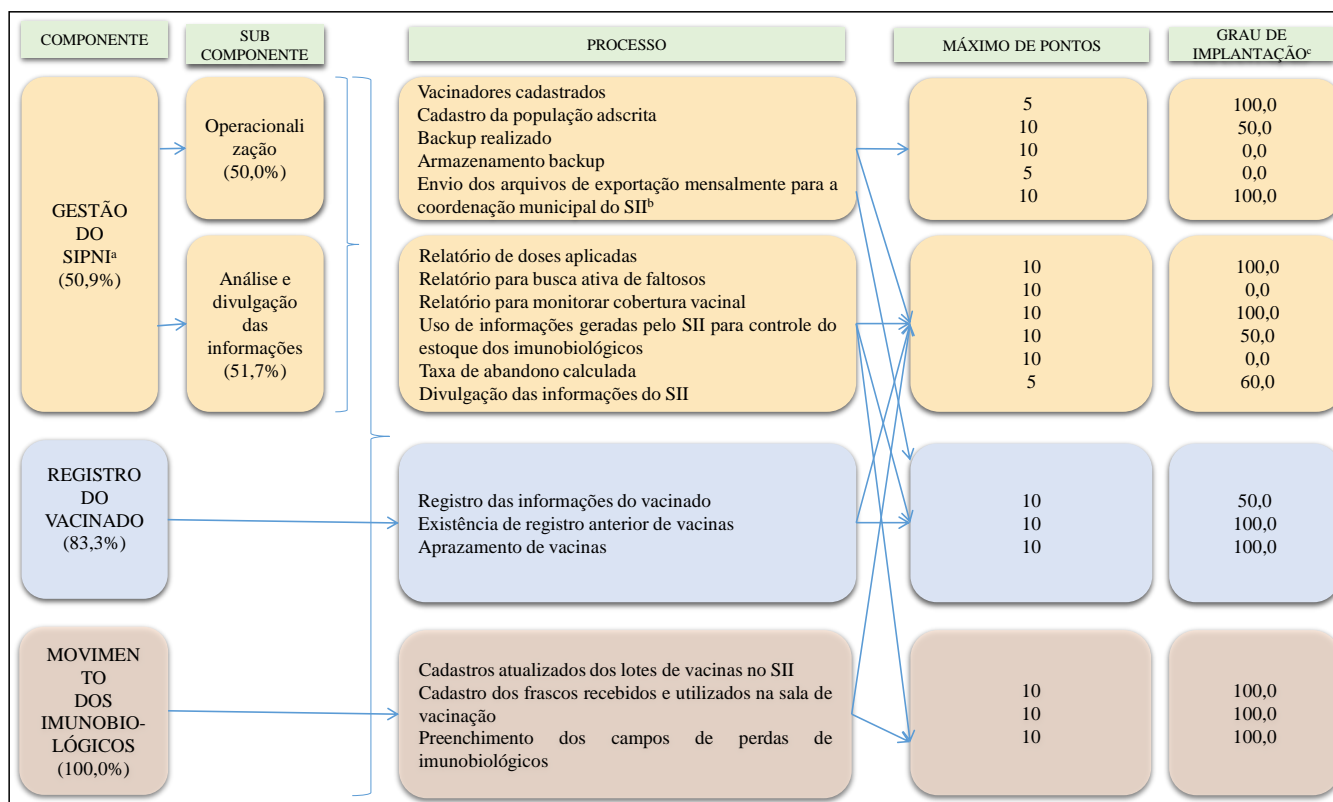 COMPONENTE
SUB
COMPONENTE
PROCESSO
MÁXIMO DE PONTOS
GRAU DE
IMPLANTAÇÃOᶜ
GESTÃO
DO
SIPNIᵃ
(50,9%)
Operacionali
zação
(50,0%)
Vacinadores cadastrados
Cadastro da população adscrita
Backup realizado
Armazenamento backup
Envio dos arquivos de exportação mensalmente para a
coordenação municipal do SIIᵇ
5
10
10
5
10
100,0
50,0
0,0
0,0
100,0
Análise e
divulgação
das
informações
(51,7%)
Relatório de doses aplicadas
Relatório para busca ativa de faltosos
Relatório para monitorar cobertura vacinal
Uso de informações geradas pelo SII para controle do
estoque dos imunobiológicos
Taxa de abandono calculada
Divulgação das informações do SII
10
10
10
10
10
5
100,0
0,0
100,0
50,0
0,0
60,0
REGISTRO
DO
VACINADO
(83,3%)
Registro das informações do vacinado
Existência de registro anterior de vacinas
Aprazamento de vacinas
10
10
10
50,0
100,0
100,0
MOVIMEN
TO
DOS
IMUNOBIO-
LÓGICOS
(100,0%)
Cadastros atualizados dos lotes de vacinas no SII
Cadastro dos frascos recebidos e utilizados na sala de
vacinação
Preenchimento dos campos de perdas de
imunobiológicos
10
10
10
100,0
100,0
100,0